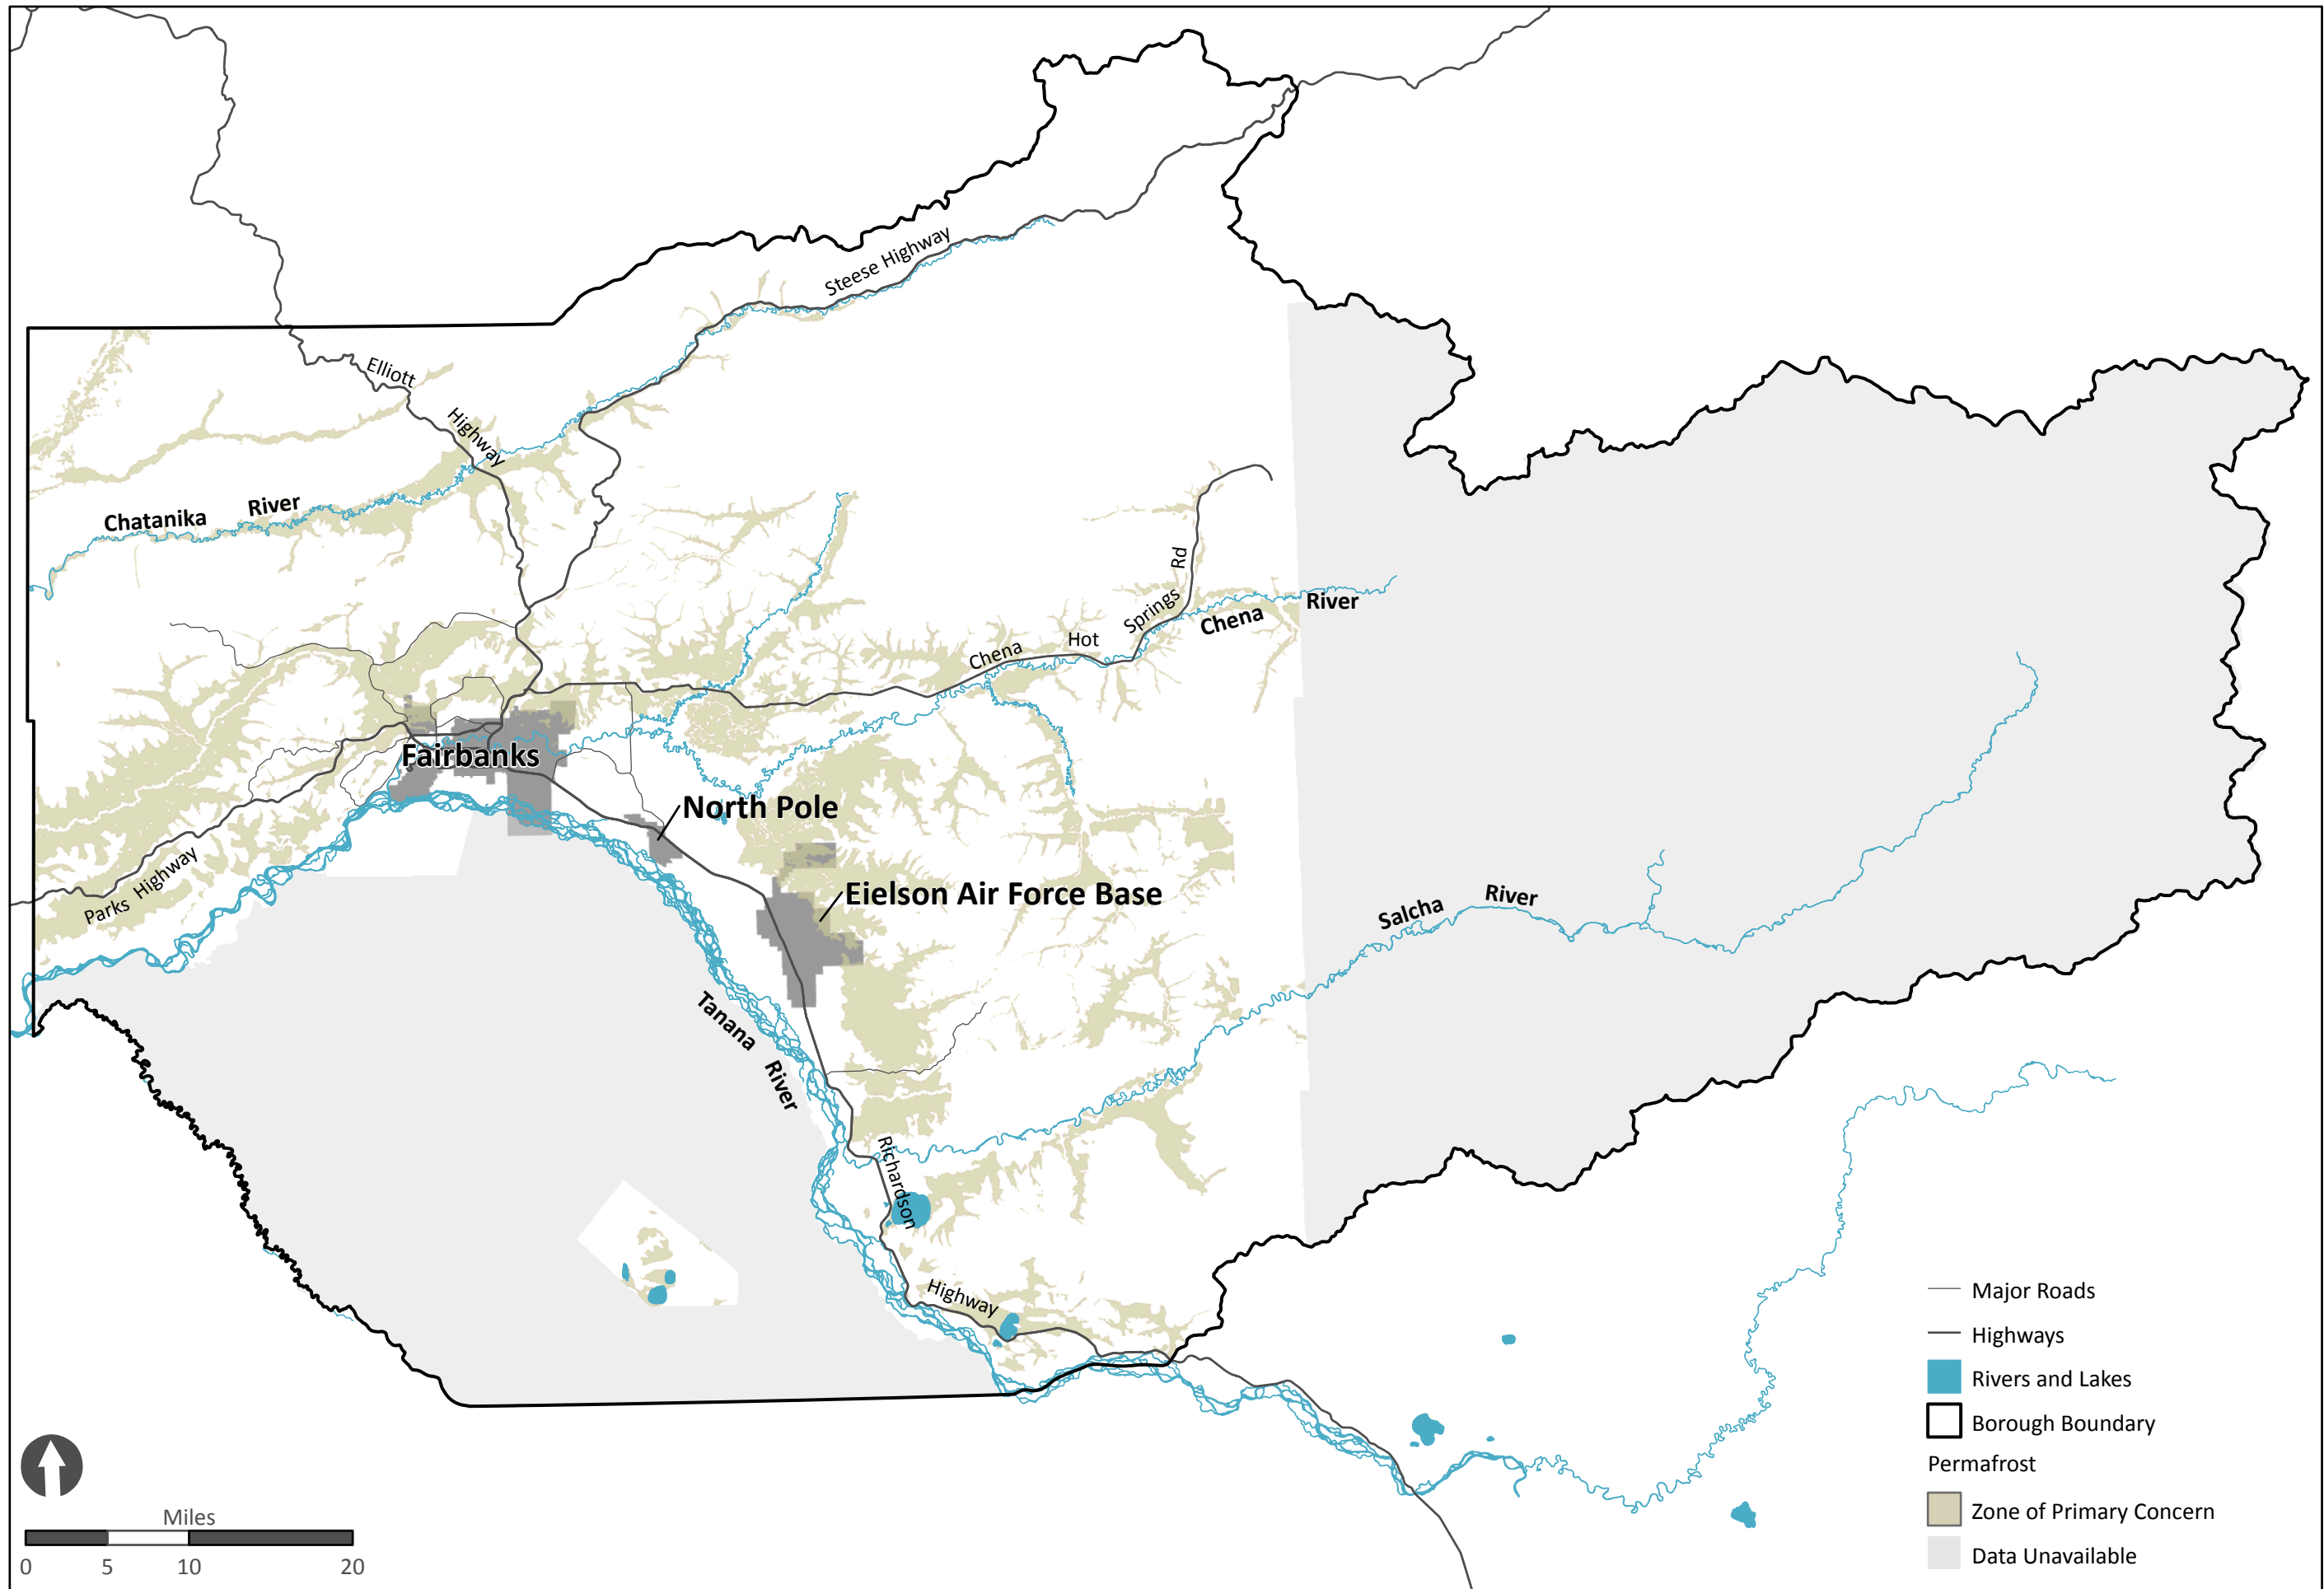 Steese Highway
Elliott
Highway
Chatanika River
Chena Hot Springs Rd
Chena River
Fairbanks
North Pole
Parks Highway
Eielson Air Force Base
Salcha River
Tanana River
Richardson
Highway
Major Roads
Highways
Rivers and Lakes
Borough Boundary
Permafrost
Zone of Primary Concern
Data Unavailable
Miles
0 5 10 20